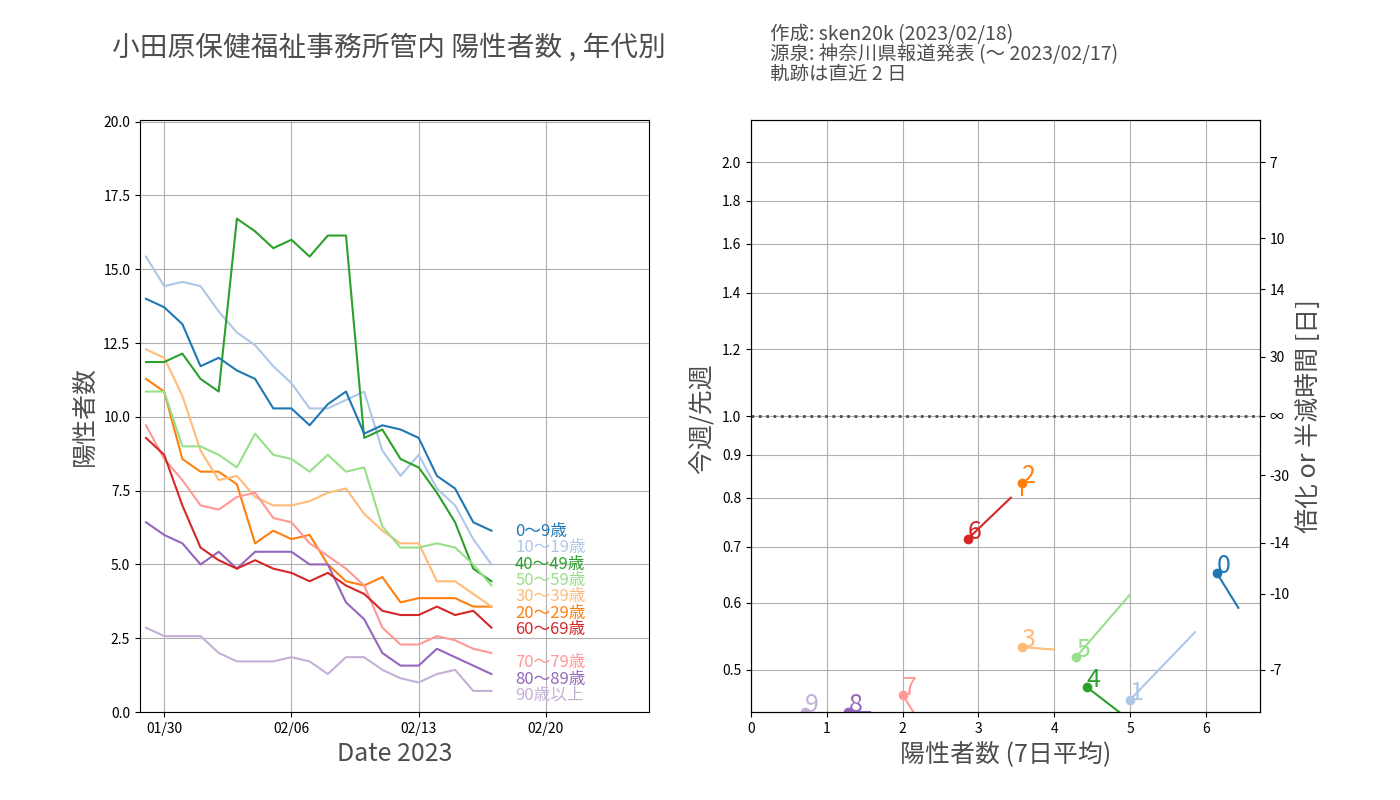 小田原保健福祉事務所管内 陽性者数 , 年代別
作成: sken20k (2023/02/18)
源泉: 神奈川県報道発表 (～ 2023/02/17)
軌跡は直近 2 日
陽性者数
20.0
17.5
15.0
12.5
10.0
7.5
5.0
2.5
0.0
01/30
02/06
02/13
02/20
Date 2023
0～9歳
10～19歳
40～49歳
50～59歳
30～39歳
20～29歳
60～69歳
70～79歳
80～89歳
90歳以上
今週/先週
2.0
1.8
1.6
1.4
1.2
1.0
0.9
0.8
0.7
0.6
0.5
2
6
0
3
5
4
1
7
8
9
0
1
2
3
4
5
6
陽性者数 (7日平均)
7
10
14
30
∞
-30
-14
-10
-7
倍化 or 半減時間 [日]